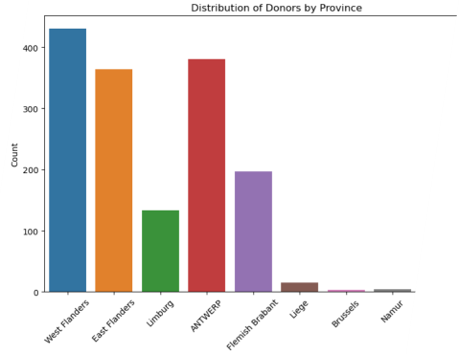 Distribution of Donors by Province
400
300
200
100
0
Count
West Flanders
East Flanders
Limburg
ANTWERP
Flemish Brabant
Liege
Brussels
Namur